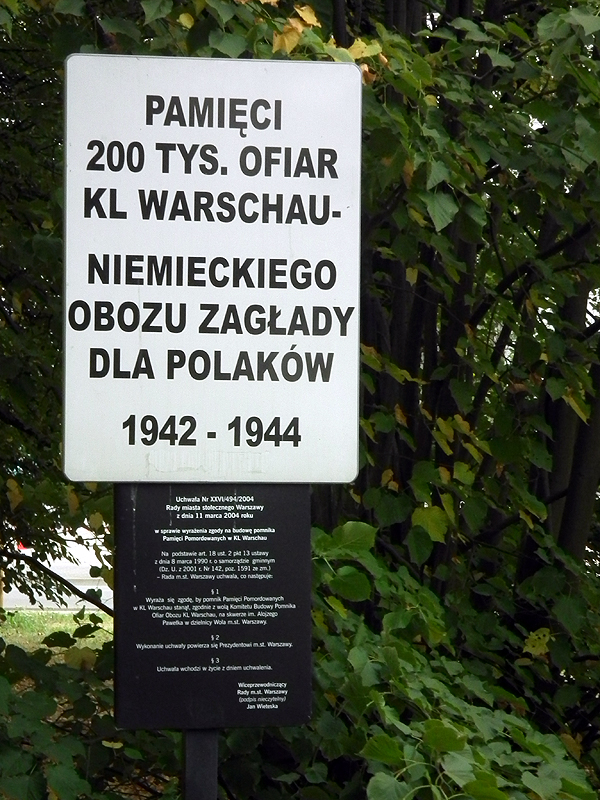 PAMIĘCI
200 TYS. OFIAR
KL WARSCHAU-
NIEMIECKIEGO
OBOZU ZAGŁADY
DLA POLAKÓW
1942 - 1944
Uchwała Nr XXVI/494/2004
Rady miasta stołecznego Warszawy
z dnia 11 marca 2004 roku
w sprawie wyrażenia zgody na budowę pomnika
Pamięci Pomordowanych w KL Warschau
Na podstawie art. 18 ust. 2 pkt 13 ustawy
z dnia 8 marca 1990 r. o samorządzie gminnym
(Dz. U. z 2001 r. Nr 142, poz. 1591 ze zm.)
– Rada m.st. Warszawy uchwala, co następuje:
§ 1
Wyraża się zgodę, by pomnik Pamięci Pomordowanych
w KL Warschau stanął, zgodnie z wolą Komitetu Budowy Pomnika
Ofiar Obozu KL Warschau, na skwerze im. Alojzego
Pawełka w dzielnicy Wola m.st. Warszawy.
§ 2
Wykonanie uchwały powierza się Prezydentowi m.st. Warszawy.
§ 3
Uchwała wchodzi w życie z dniem uchwalenia.
Wiceprzewodniczący
Rady m.st. Warszawy
(podpis nieczytelny)
Jan Wieteska